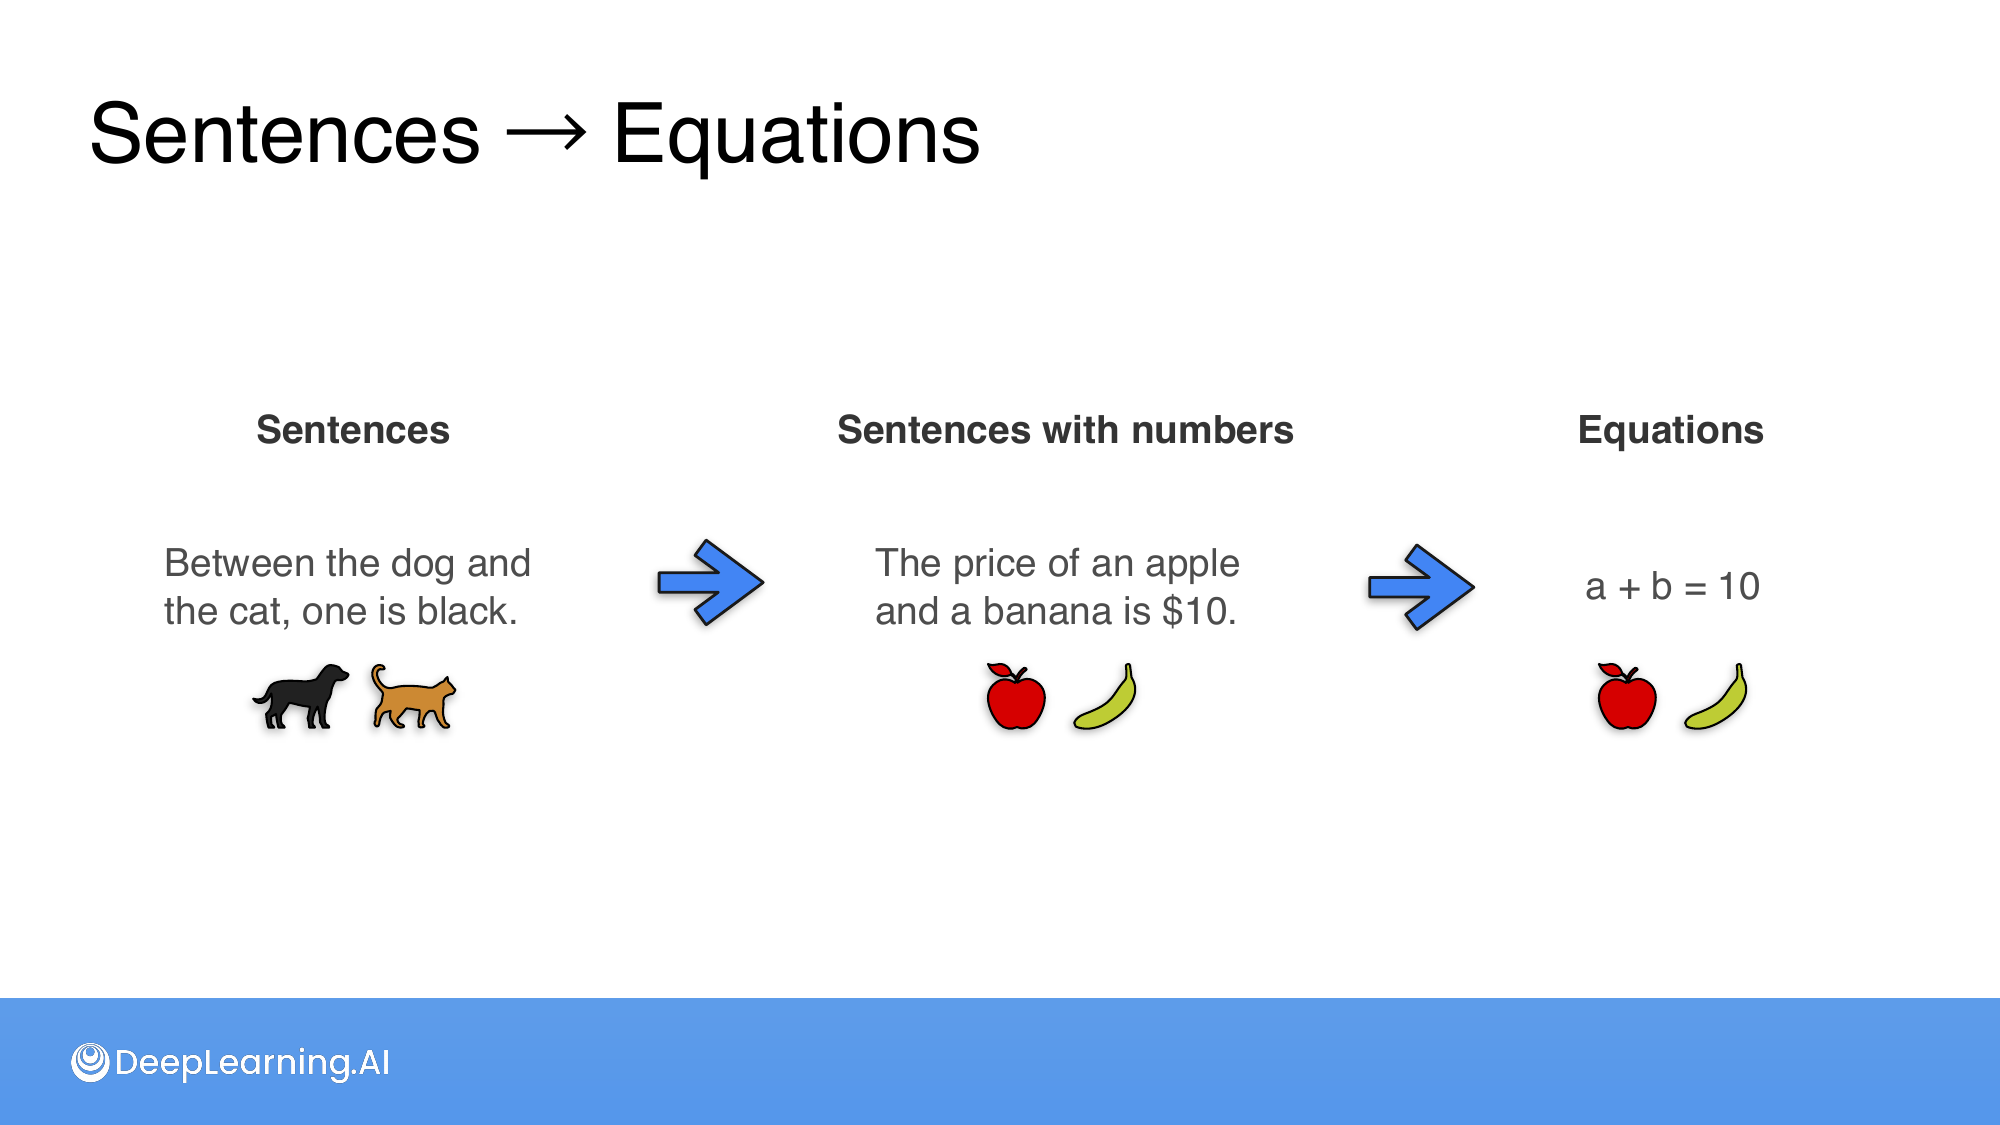 Sentences → Equations
Sentences
Sentences with numbers
Equations
Between the dog and
the cat, one is black.
The price of an apple
and a banana is $10.
a + b = 10
DeepLearning.AI